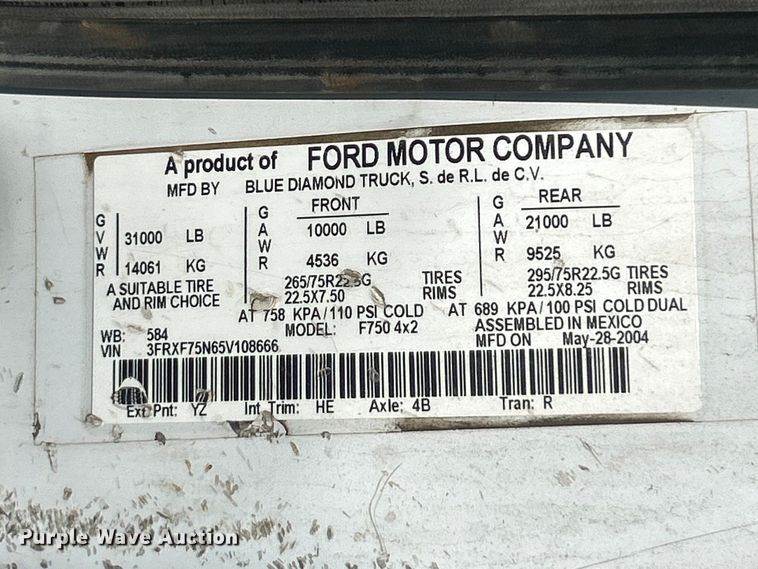 A product of FORD MOTOR COMPANY
MFD BY BLUE DIAMOND TRUCK, S. de R.L. de C.V.
GVWR 31000 LB 14061 KG
GAWR FRONT 10000 LB 4536 KG
GAWR REAR 21000 LB 9525 KG
A SUITABLE TIRE AND RIM CHOICE
265/75R22.5G TIRES 295/75R22.5G TIRES
22.5X7.50 RIMS 22.5X8.25 RIMS
AT 758 KPA/110 PSI COLD AT 689 KPA/100 PSI COLD DUAL
WB: 584 MODEL: F750 4x2 ASSEMBLED IN MEXICO
VIN 3FRXF75N65V108666 MFD ON May-28-2004
Ext Pnt: YZ Int Trim: HE Axle: 4B Tran: R
Purple Wave Auction